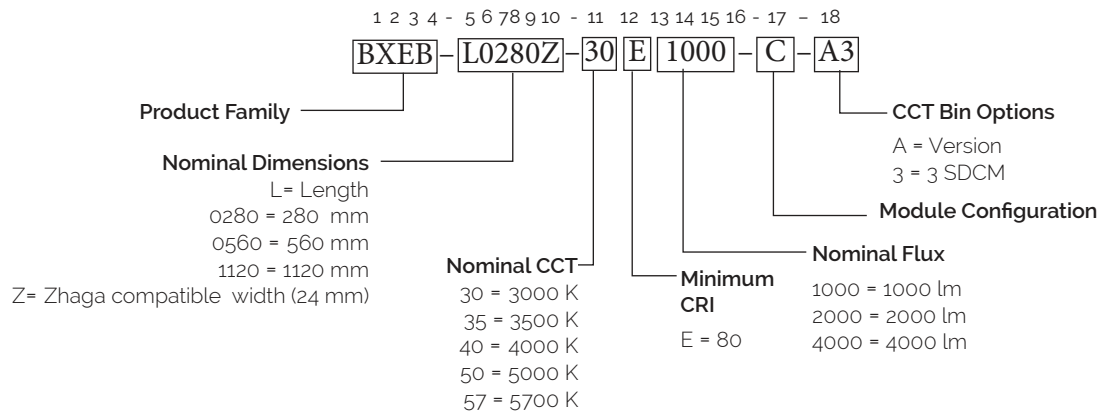 1 2 3 4 - 5 6 7 8 9 10 - 11 12 13 14 15 16 - 17 – 18
BXEB – L0280Z – 30 E 1000 – C – A3
Product Family
Nominal Dimensions
L= Length
0280 = 280 mm
0560 = 560 mm
1120 = 1120 mm
Z= Zhaga compatible width (24 mm)
Nominal CCT
30 = 3000 K
35 = 3500 K
40 = 4000 K
50 = 5000 K
57 = 5700 K
Minimum
CRI
E = 80
Nominal Flux
1000 = 1000 lm
2000 = 2000 lm
4000 = 4000 lm
Module Configuration
CCT Bin Options
A = Version
3 = 3 SDCM